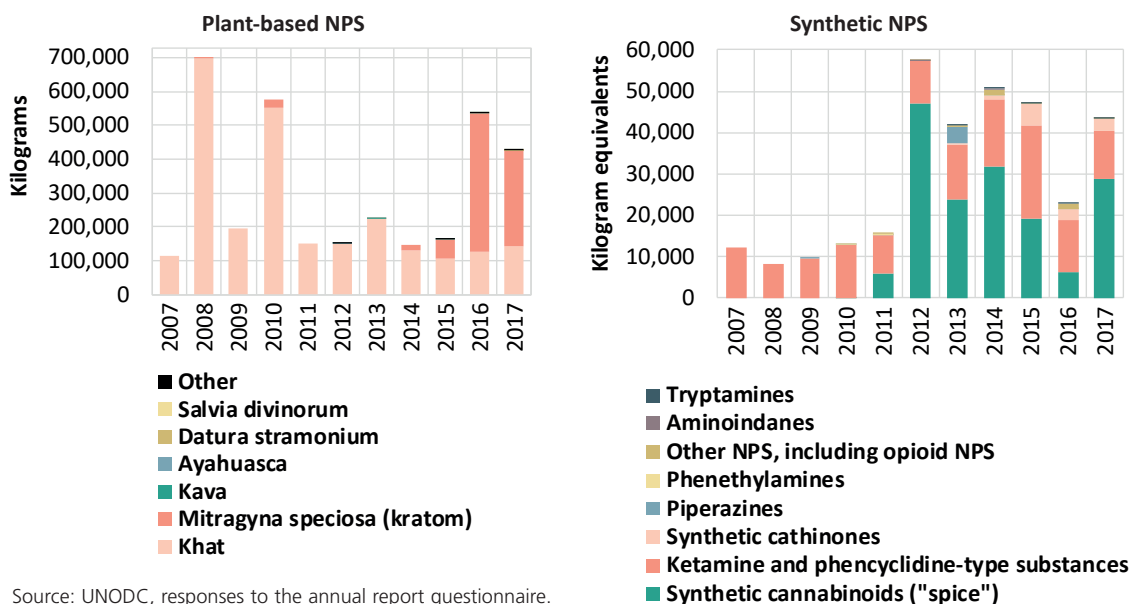 Plant-based NPS
Kilograms
700,000
600,000
500,000
400,000
300,000
200,000
100,000
0
2007
2008
2009
2010
2011
2012
2013
2014
2015
2016
2017
Other
Salvia divinorum
Datura stramonium
Ayahuasca
Kava
Mitragyna speciosa (kratom)
Khat
Synthetic NPS
Kilogram equivalents
60,000
50,000
40,000
30,000
20,000
10,000
0
2007
2008
2009
2010
2011
2012
2013
2014
2015
2016
2017
Tryptamines
Aminoindanes
Other NPS, including opioid NPS
Phenethylamines
Piperazines
Synthetic cathinones
Ketamine and phencyclidine-type substances
Synthetic cannabinoids ("spice")
Source: UNODC, responses to the annual report questionnaire.